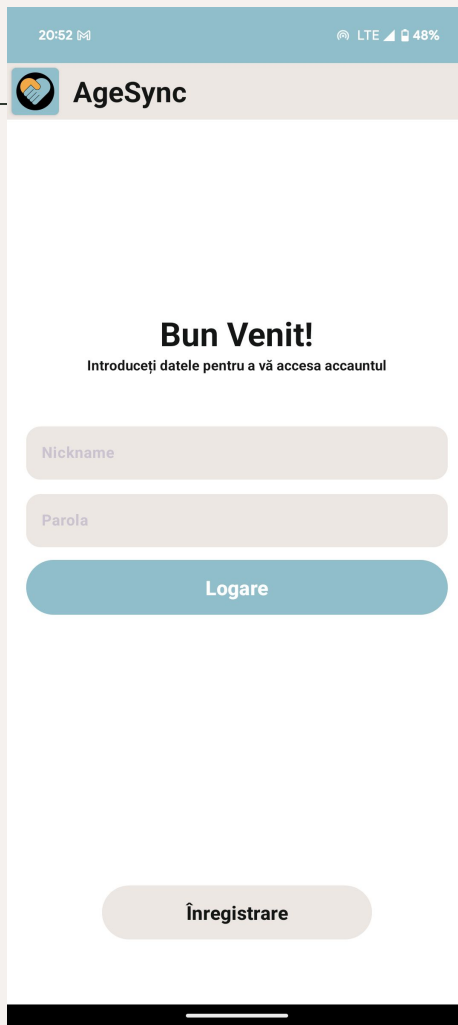 20:52 LTE 48%
AgeSync
Bun Venit!
Introduceți datele pentru a vă accesa accauntul
Nickname
Parola
Logare
Înregistrare